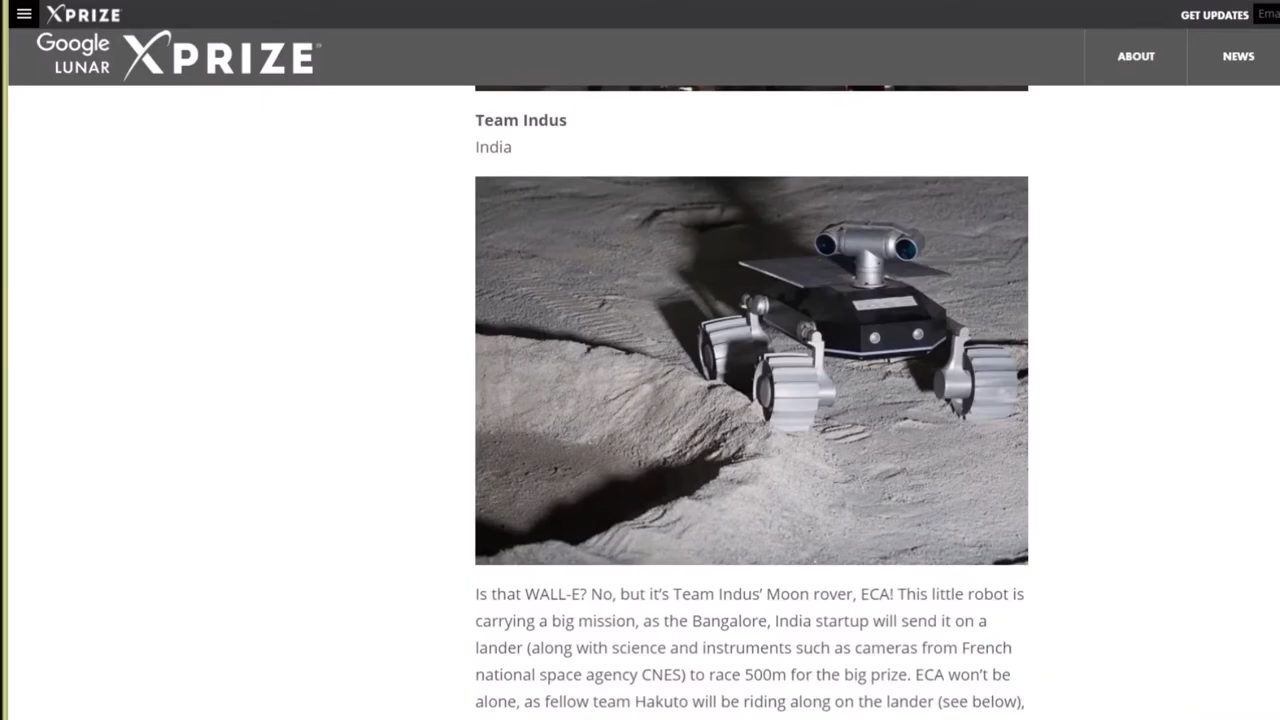 XPRIZE
GET UPDATES
Ema
Google
LUNAR XPRIZE
ABOUT
NEWS
Team Indus
India
Is that WALL-E? No, but it’s Team Indus’ Moon rover, ECA! This little robot is
carrying a big mission, as the Bangalore, India startup will send it on a
lander (along with science and instruments such as cameras from French
national space agency CNES) to race 500m for the big prize. ECA won’t be
alone, as fellow team Hakuto will be riding along on the lander (see below),